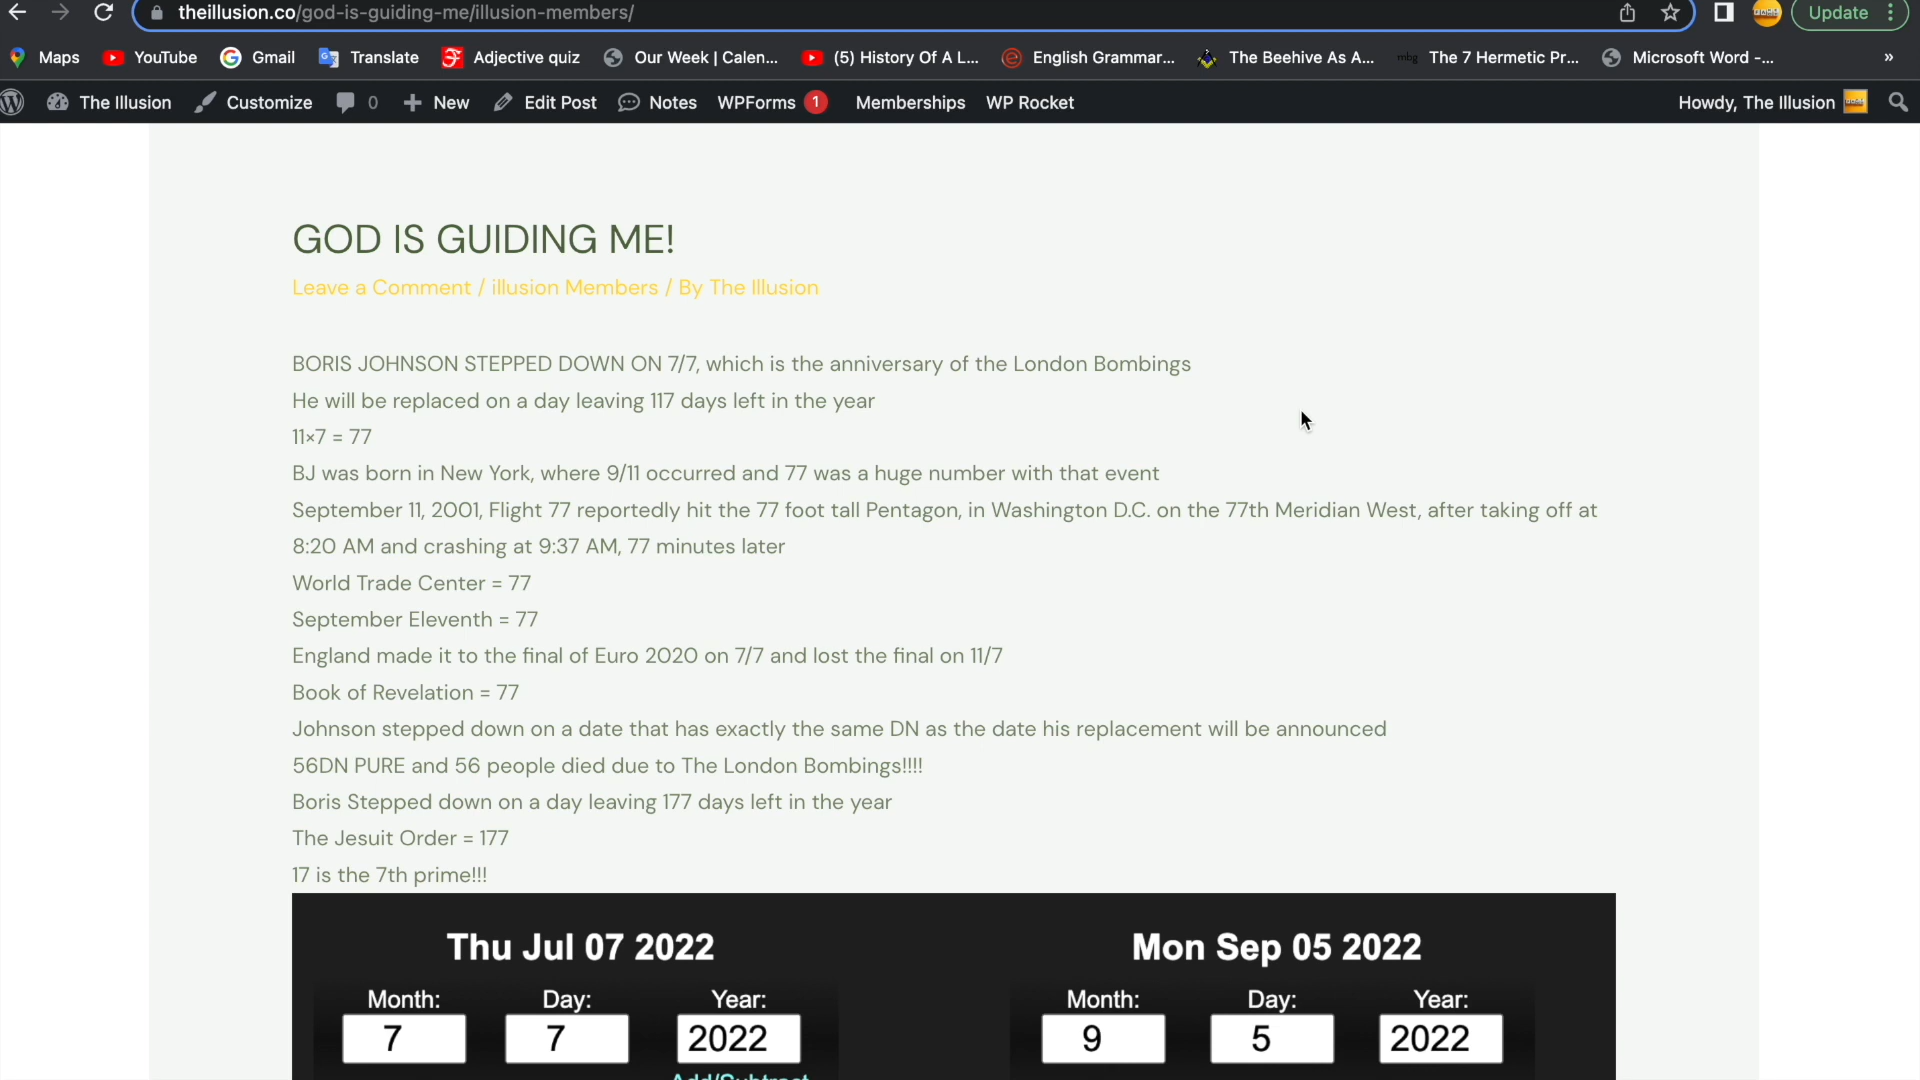 theillusion.co/god-is-guiding-me/illusion-members/
Update
Maps YouTube Gmail Translate Adjective quiz Our Week | Calen... (5) History Of A L... English Grammar... The Beehive As A... The 7 Hermetic Pr... Microsoft Word -... »
The Illusion Customize 0 New Edit Post Notes WPForms 1 Memberships WP Rocket Howdy, The Illusion
GOD IS GUIDING ME!
Leave a Comment / illusion Members / By The Illusion
BORIS JOHNSON STEPPED DOWN ON 7/7, which is the anniversary of the London Bombings
He will be replaced on a day leaving 117 days left in the year
11×7 = 77
BJ was born in New York, where 9/11 occurred and 77 was a huge number with that event
September 11, 2001, Flight 77 reportedly hit the 77 foot tall Pentagon, in Washington D.C. on the 77th Meridian West, after taking off at
8:20 AM and crashing at 9:37 AM, 77 minutes later
World Trade Center = 77
September Eleventh = 77
England made it to the final of Euro 2020 on 7/7 and lost the final on 11/7
Book of Revelation = 77
Johnson stepped down on a date that has exactly the same DN as the date his replacement will be announced
56DN PURE and 56 people died due to The London Bombings!!!!
Boris Stepped down on a day leaving 177 days left in the year
The Jesuit Order = 177
17 is the 7th prime!!!
Thu Jul 07 2022 Mon Sep 05 2022
Month: Day: Year: Month: Day: Year:
7 7 2022 9 5 2022